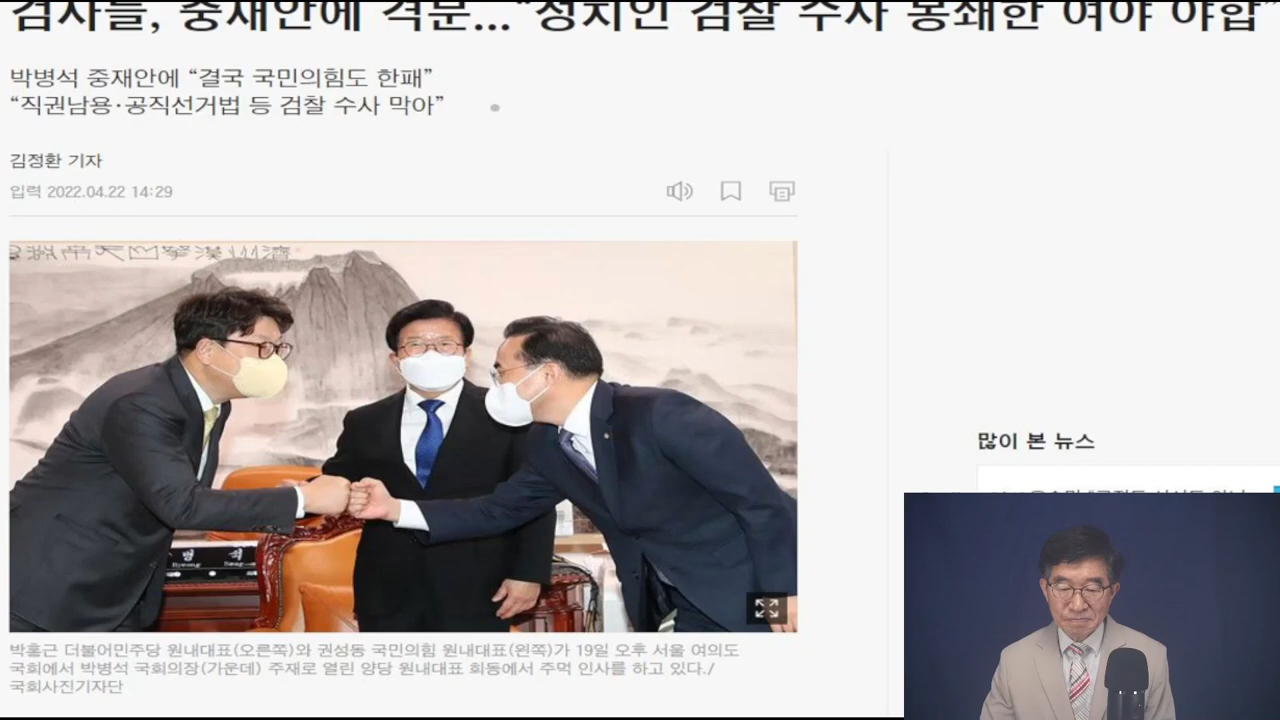 검사들, 중재안에 격분..."정치인 검찰 수사 봉쇄한 여야 야합"
박병석 중재안에 “결국 국민의힘도 한패”
“직권남용·공직선거법 등 검찰 수사 막아”
김정환 기자
입력 2022.04.22 14:29
많이 본 뉴스
병 석
박홍근 더불어민주당 원내대표(오른쪽)와 권성동 국민의힘 원내대표(왼쪽)가 19일 오후 서울 여의도
국회에서 박병석 국회의장(가운데) 주재로 열린 양당 원내대표 회동에서 주먹 인사를 하고 있다./
국회사진기자단